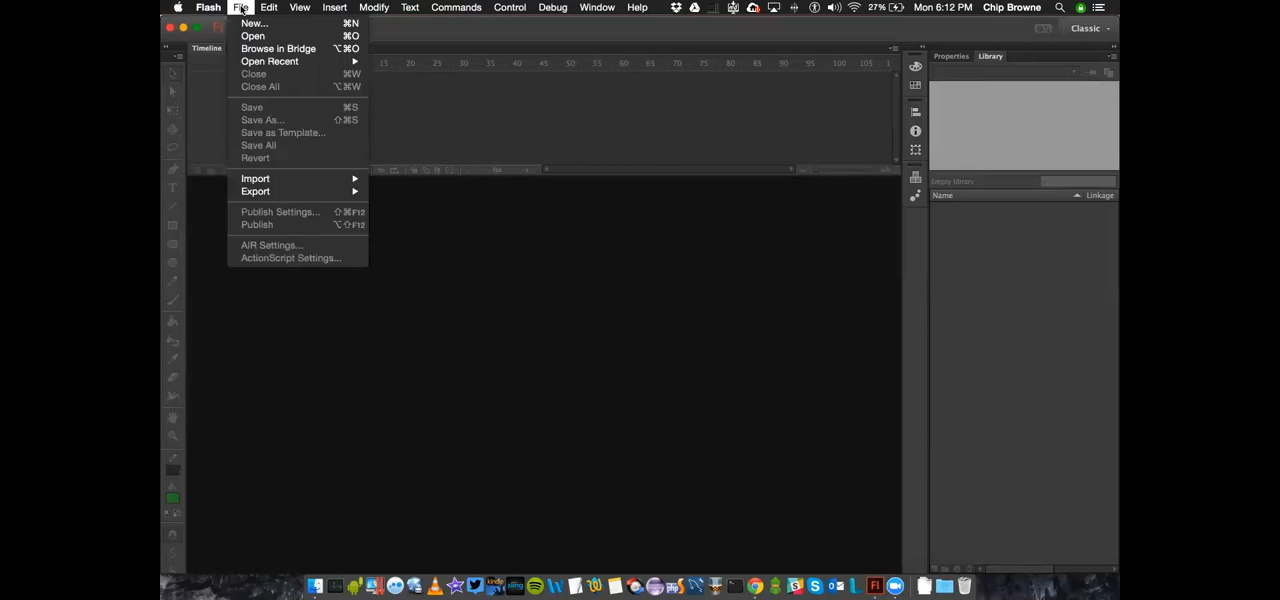 Flash File Edit View Insert Modify Text Commands Control Debug Window Help 27% Mon 6:12 PM Chip Browne
Classic
Timeline
15 20 25 30 35 40 45 50 55 60 65 70 75 80 85 90 95 100 105
Properties Library
New... ⌘N
Open ⌘O
Browse in Bridge ⌥⌘O
Open Recent
Close ⌘W
Close All ⌥⌘W
Save ⌘S
Save As... ⇧⌘S
Save as Template...
Save All
Revert
Import
Export
Publish Settings... ⇧⌘F12
Publish ⌥⇧F12
AIR Settings...
ActionScript Settings...
fps
Empty library
Name Linkage
T
S
Fl